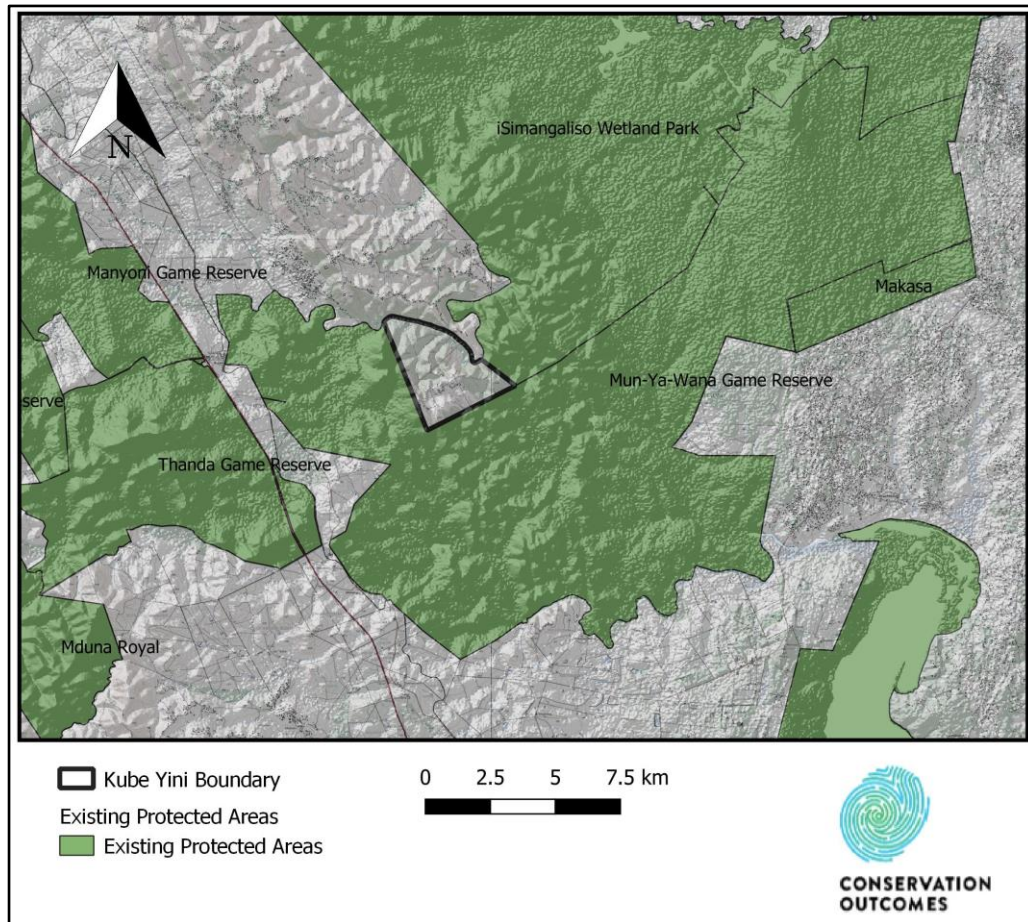 N
iSimangaliso Wetland Park
Manyoni Game Reserve
Makasa
Mun-Ya-Wana Game Reserve
serve
Thanda Game Reserve
Mduna Royal
Kube Yini Boundary
Existing Protected Areas
Existing Protected Areas
0 2.5 5 7.5 km
CONSERVATION
OUTCOMES